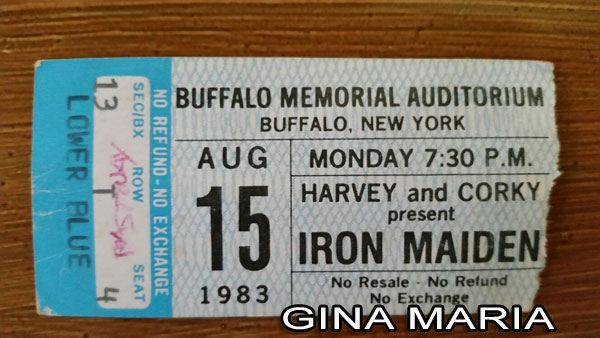 BUFFALO MEMORIAL AUDITORIUM
BUFFALO, NEW YORK
AUG
15
1983
MONDAY 7:30 P.M.
HARVEY and CORKY
present
IRON MAIDEN
No Resale - No Refund
No Exchange
NO REFUND-NO EXCHANGE
SEC/BX ROW SEAT
13 4
LOWER BLUE
GINA MARIA